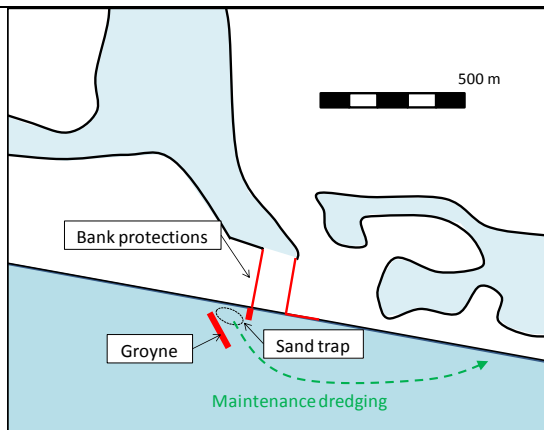 500 m
Bank protections
Groyne
Sand trap
Maintenance dredging